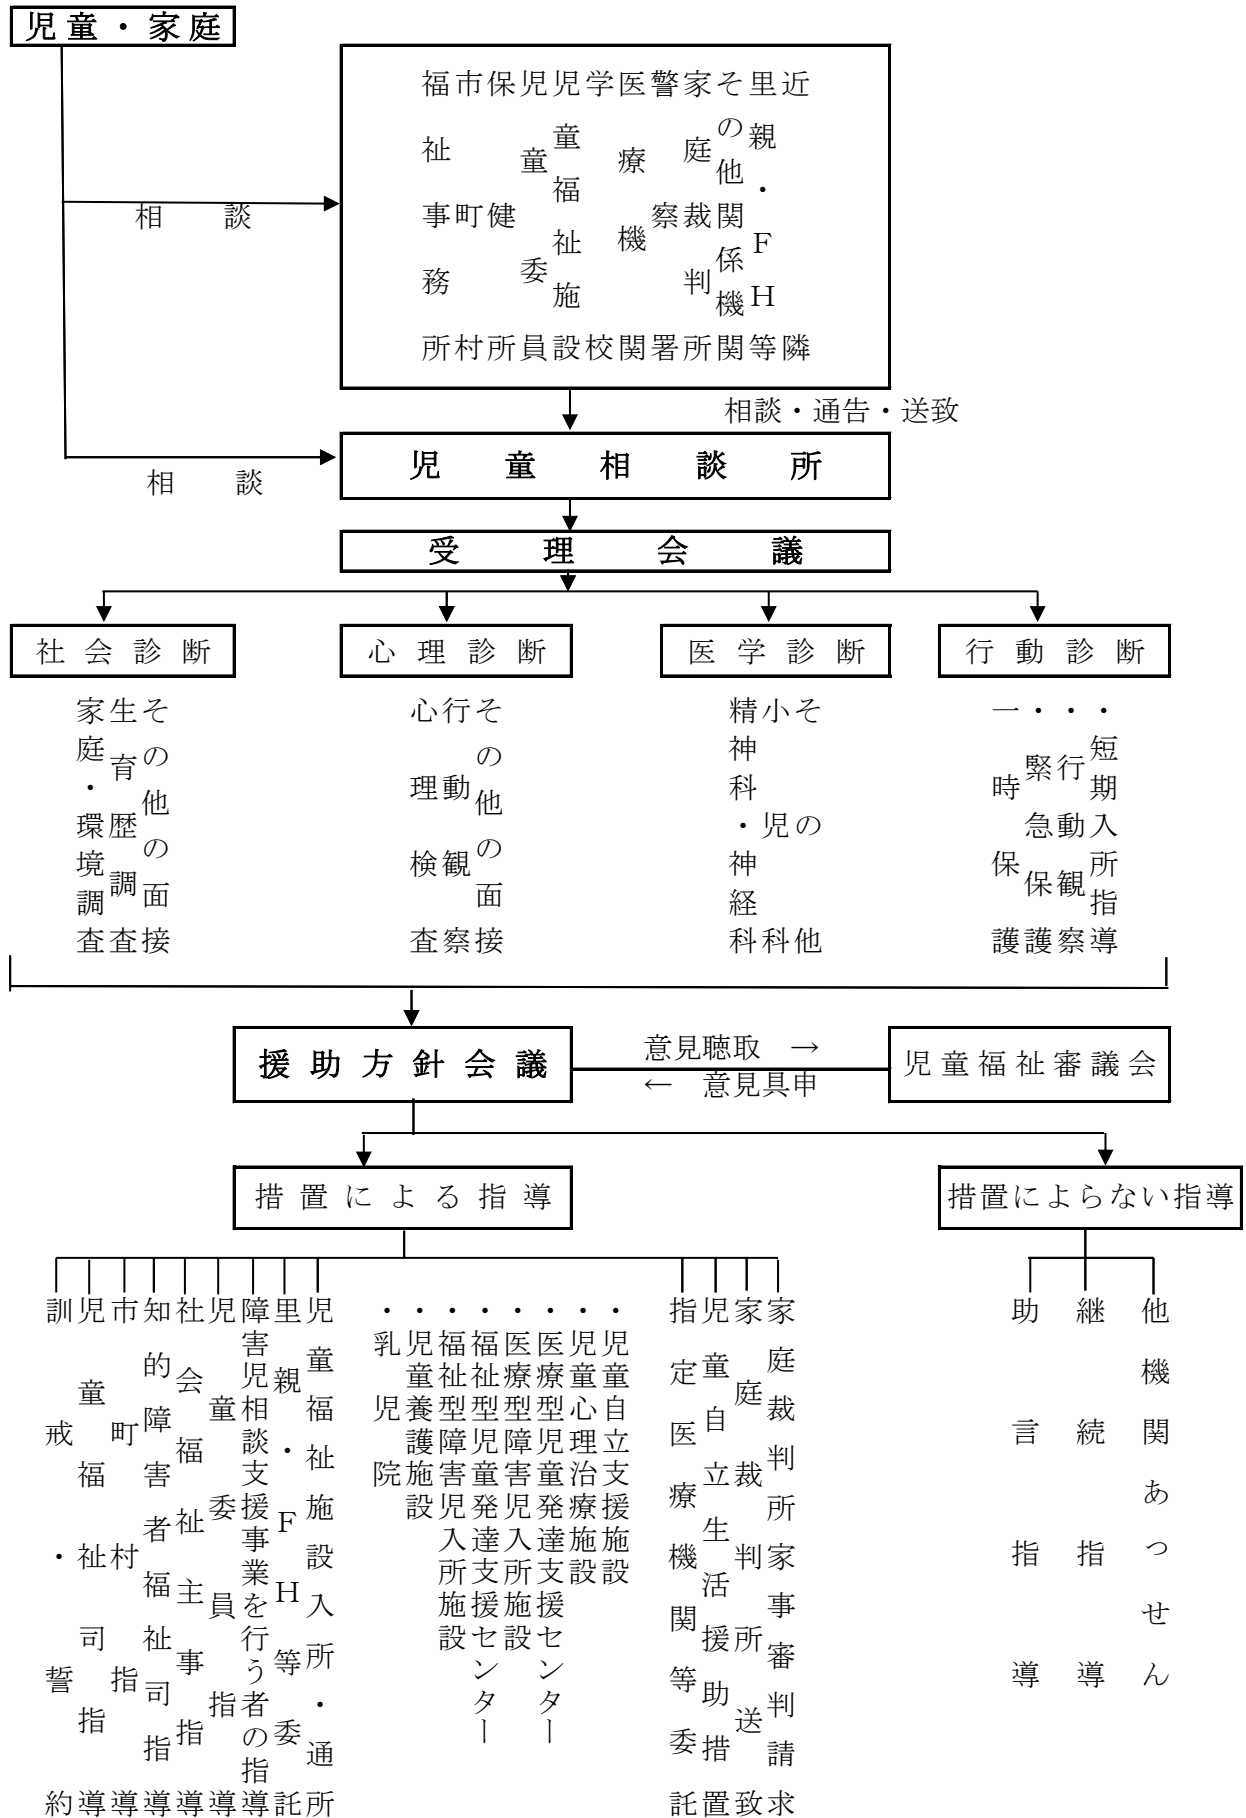 児童・家庭
相談
福祉事務所
市町村
保健所
児童委員
児童福祉施設
学校
医療機関
警察署
家庭裁判所
その他関係機関
里親・ＦＨ等
近隣
相談・通告・送致
相談
児童相談所
受理会議
社会診断
心理診断
医学診断
行動診断
家庭・環境調査
生育歴調査
その他の面接
心理検査
行動観察
その他の面接
精神科・神経科
小児科
その他
一時保護
・緊急保護
・行動観察
・短期入所指導
援助方針会議
意見聴取　→
←　意見具申
児童福祉審議会
措置による指導
措置によらない指導
訓戒・誓約
児童福祉司指導
市町村指導
知的障害者福祉司指導
社会福祉主事指導
児童委員指導
障害児相談支援事業を行う者の指導
里親・ＦＨ等委託
児童福祉施設入所・通所
・乳児院
・児童養護施設
・福祉型障害児入所施設
・福祉型児童発達支援センター
・医療型障害児入所施設
・医療型児童発達支援センター
・児童心理治療施設
・児童自立支援施設
指定医療機関等委託
児童自立生活援助措置
家庭裁判所送致
家庭裁判所家事審判請求
助言指導
継続指導
他機関あっせん